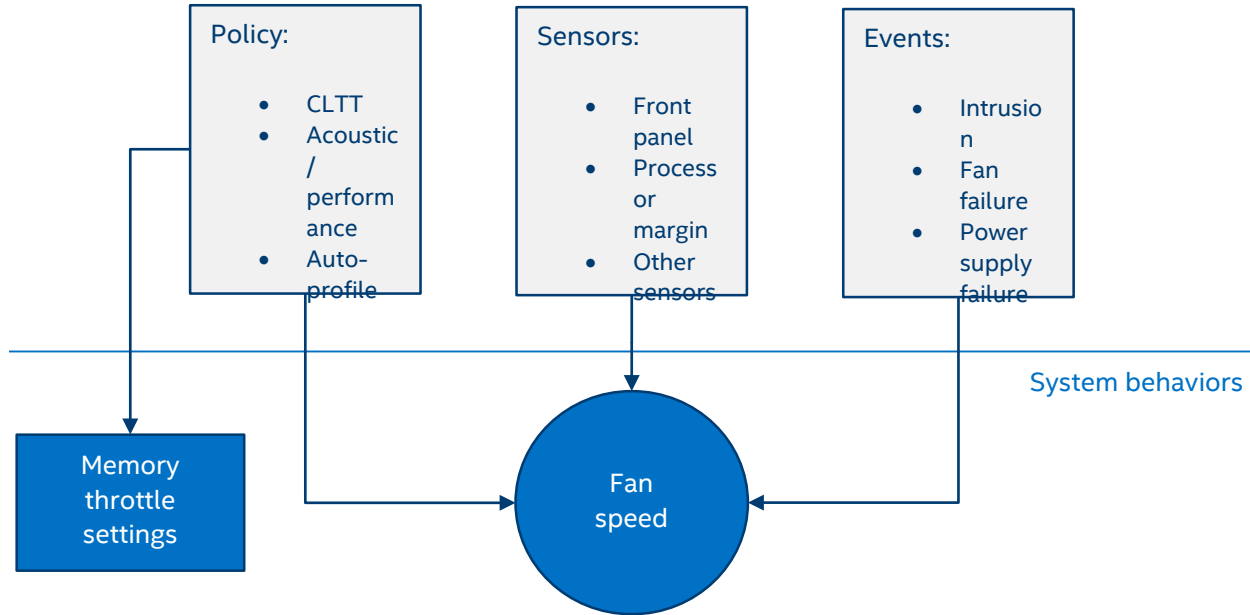 Policy:
• CLTT
• Acoustic
/
perform
ance
• Auto-
profile
Sensors:
• Front
panel
• Process
or
margin
• Other
sensors
Events:
• Intrusio
n
• Fan
failure
• Power
supply
failure
System behaviors
Memory
throttle
settings
Fan
speed